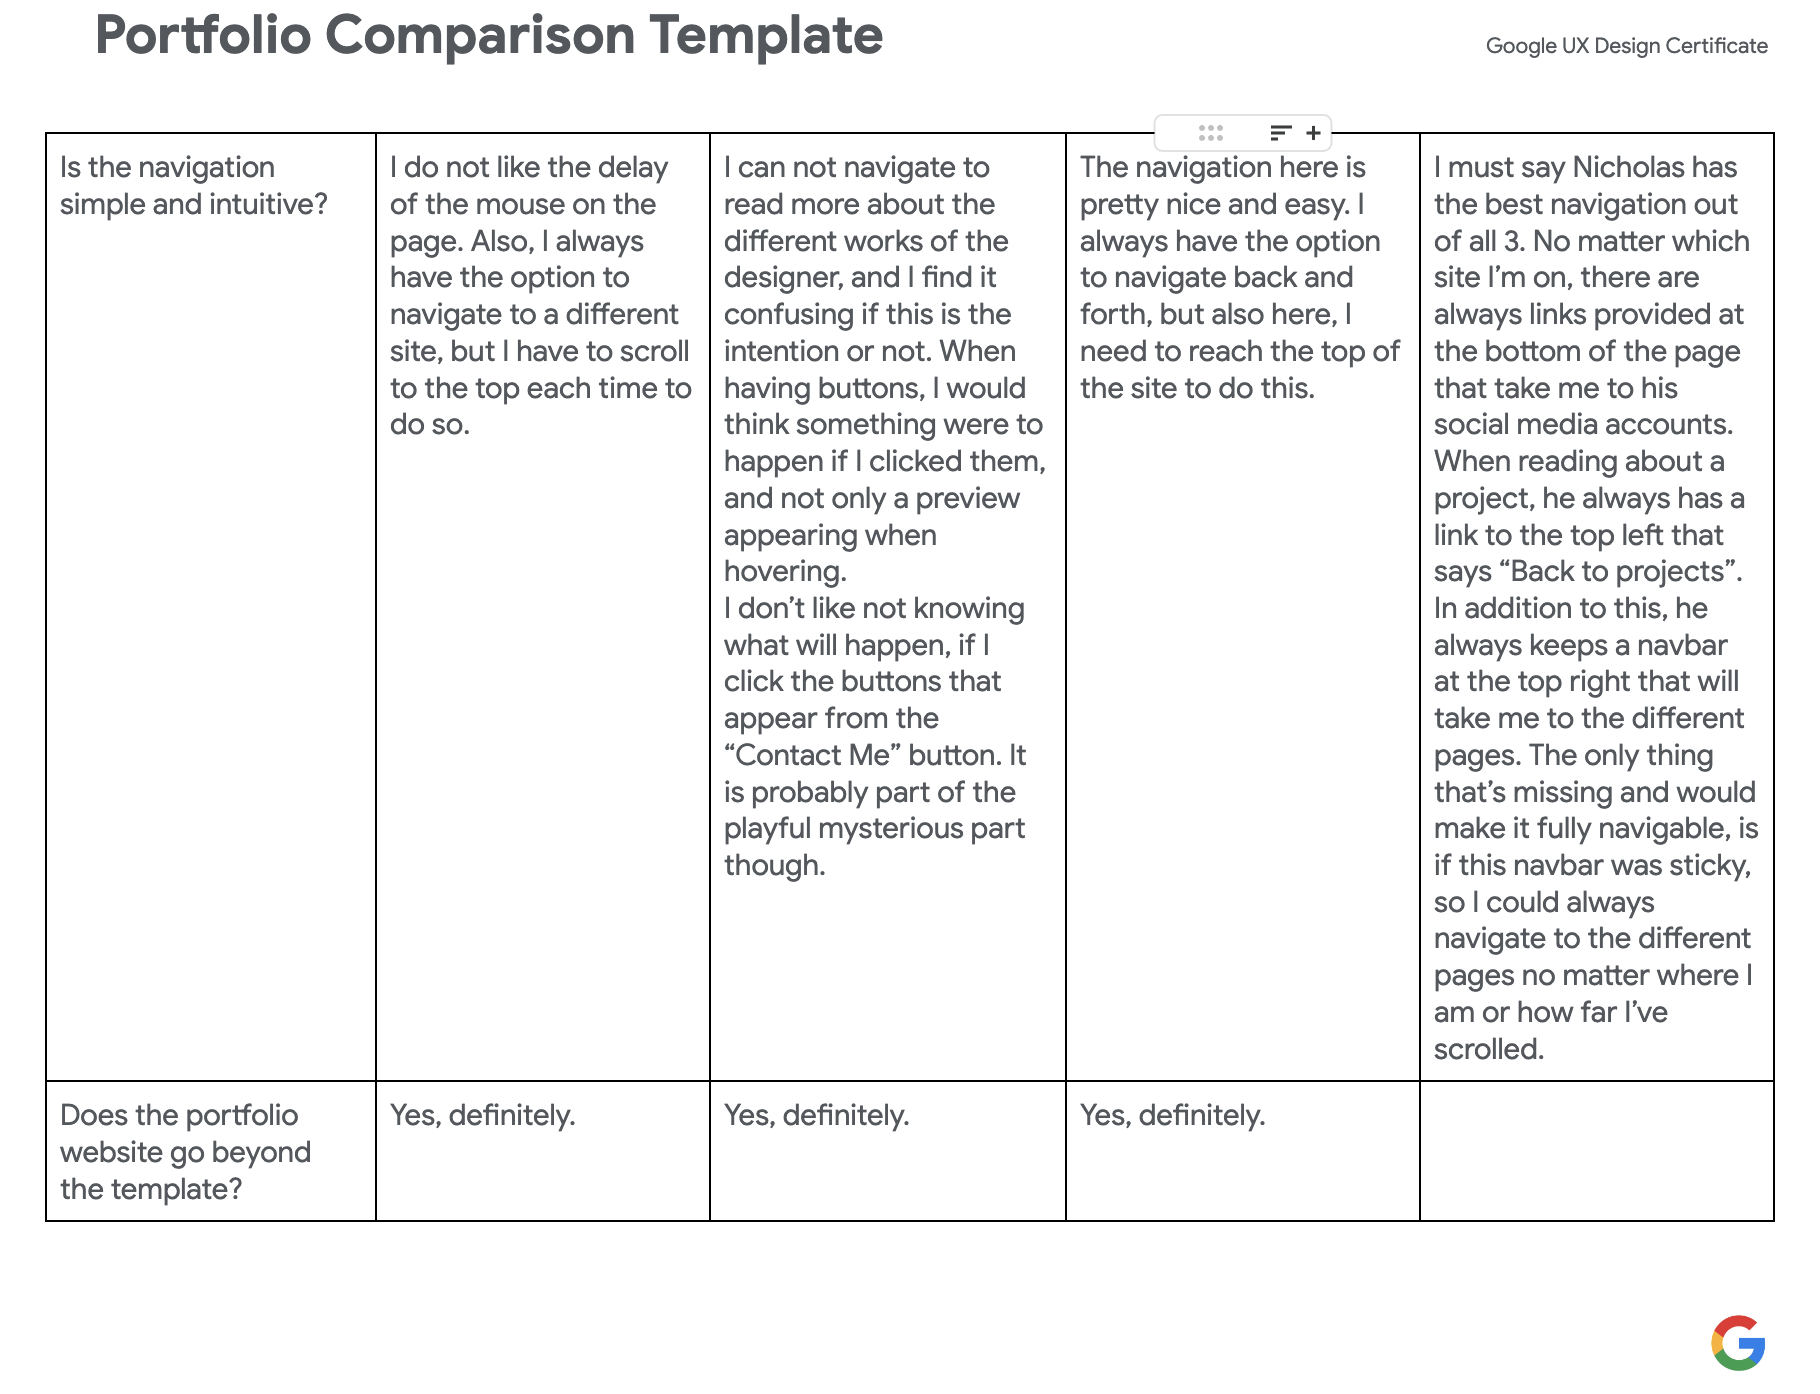 Portfolio Comparison Template
Google UX Design Certificate
Is the navigation
simple and intuitive?
I do not like the delay
of the mouse on the
page. Also, I always
have the option to
navigate to a different
site, but I have to scroll
to the top each time to
do so.
I can not navigate to
read more about the
different works of the
designer, and I find it
confusing if this is the
intention or not. When
having buttons, I would
think something were to
happen if I clicked them,
and not only a preview
appearing when
hovering.
I don’t like not knowing
what will happen, if I
click the buttons that
appear from the
“Contact Me” button. It
is probably part of the
playful mysterious part
though.
The navigation here is
pretty nice and easy. I
always have the option
to navigate back and
forth, but also here, I
need to reach the top of
the site to do this.
I must say Nicholas has
the best navigation out
of all 3. No matter which
site I’m on, there are
always links provided at
the bottom of the page
that take me to his
social media accounts.
When reading about a
project, he always has a
link to the top left that
says “Back to projects”.
In addition to this, he
always keeps a navbar
at the top right that will
take me to the different
pages. The only thing
that’s missing and would
make it fully navigable, is
if this navbar was sticky,
so I could always
navigate to the different
pages no matter where I
am or how far I’ve
scrolled.
Does the portfolio
website go beyond
the template?
Yes, definitely.
Yes, definitely.
Yes, definitely.